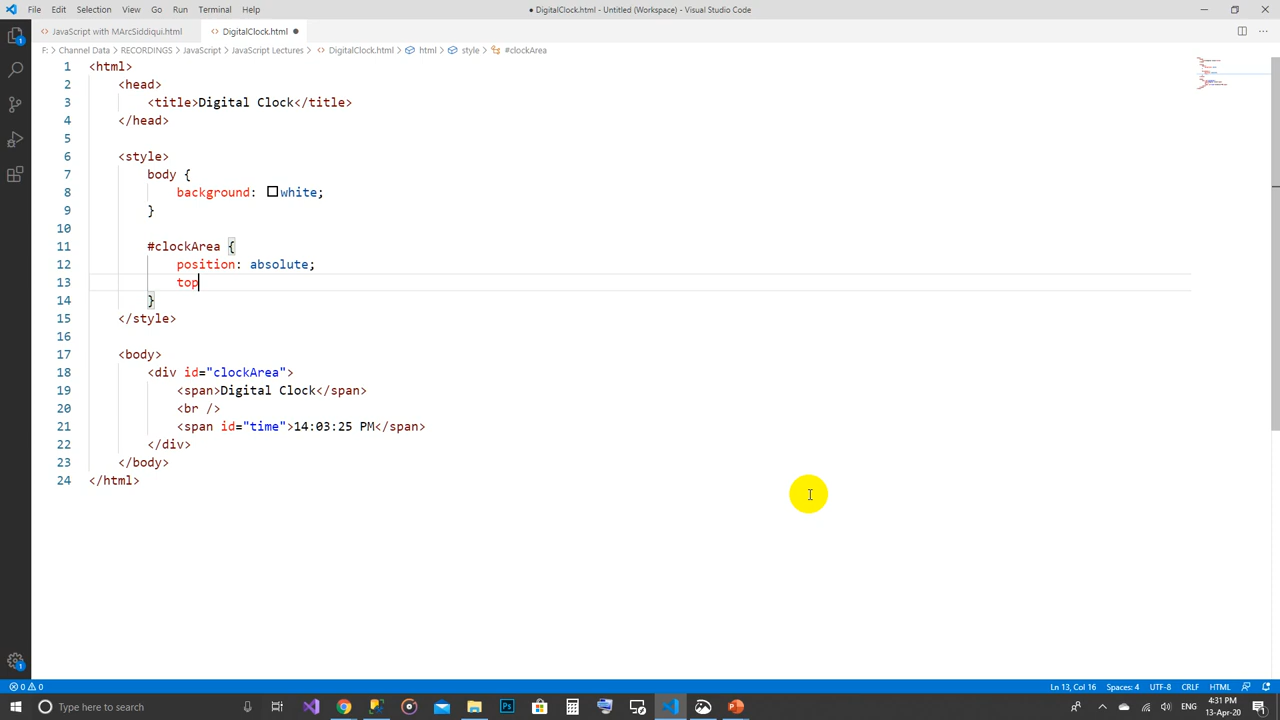 File Edit Selection View Go Run Terminal Help
● DigitalClock.html - Untitled (Workspace) - Visual Studio Code
JavaScript with MArcSiddiqui.html
DigitalClock.html ●
F: > Channel Data > RECORDINGS > JavaScript > JavaScript Lectures > DigitalClock.html > html > style > #clockArea
1 <html>
2 <head>
3 <title>Digital Clock</title>
4 </head>
5
6 <style>
7 body {
8 background: white;
9 }
10
11 #clockArea {
12 position: absolute;
13 top
14 }
15 </style>
16
17 <body>
18 <div id="clockArea">
19 <span>Digital Clock</span>
20 <br />
21 <span id="time">14:03:25 PM</span>
22 </div>
23 </body>
24 </html>
0 0
Ln 13, Col 16 Spaces: 4 UTF-8 CRLF HTML
Type here to search
ENG
4:31 PM
13-Apr-20